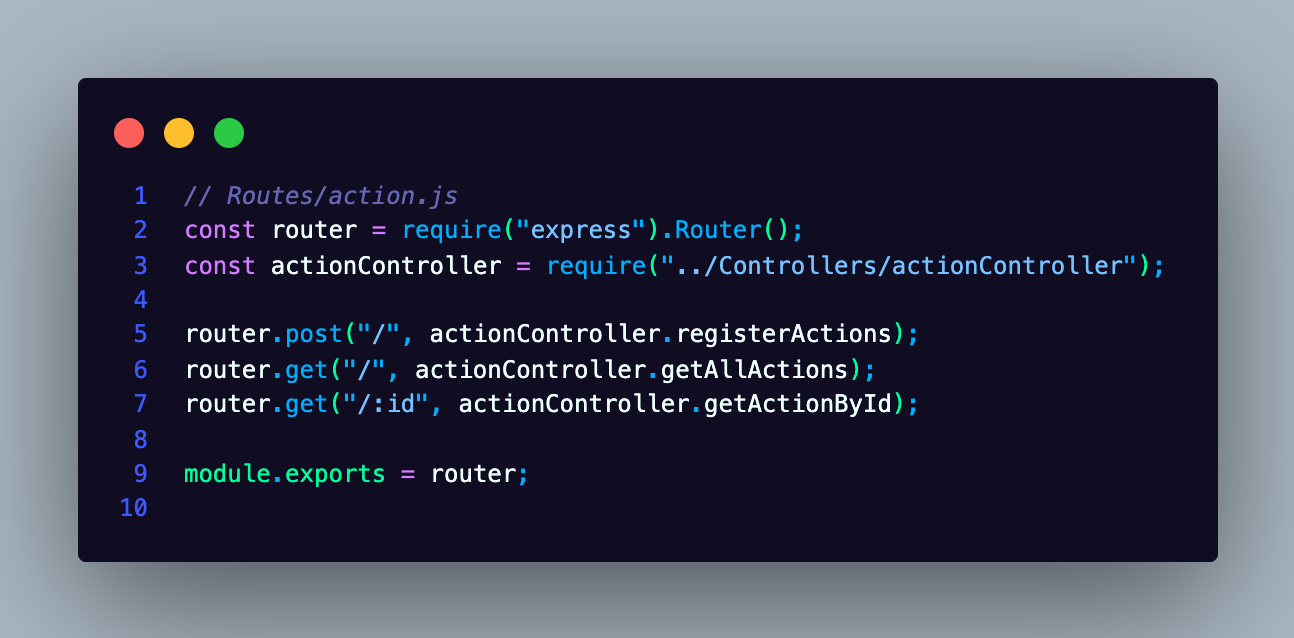 1 // Routes/action.js
2 const router = require("express").Router();
3 const actionController = require("../Controllers/actionController");
4
5 router.post("/", actionController.registerActions);
6 router.get("/", actionController.getAllActions);
7 router.get("/:id", actionController.getActionById);
8
9 module.exports = router;
10